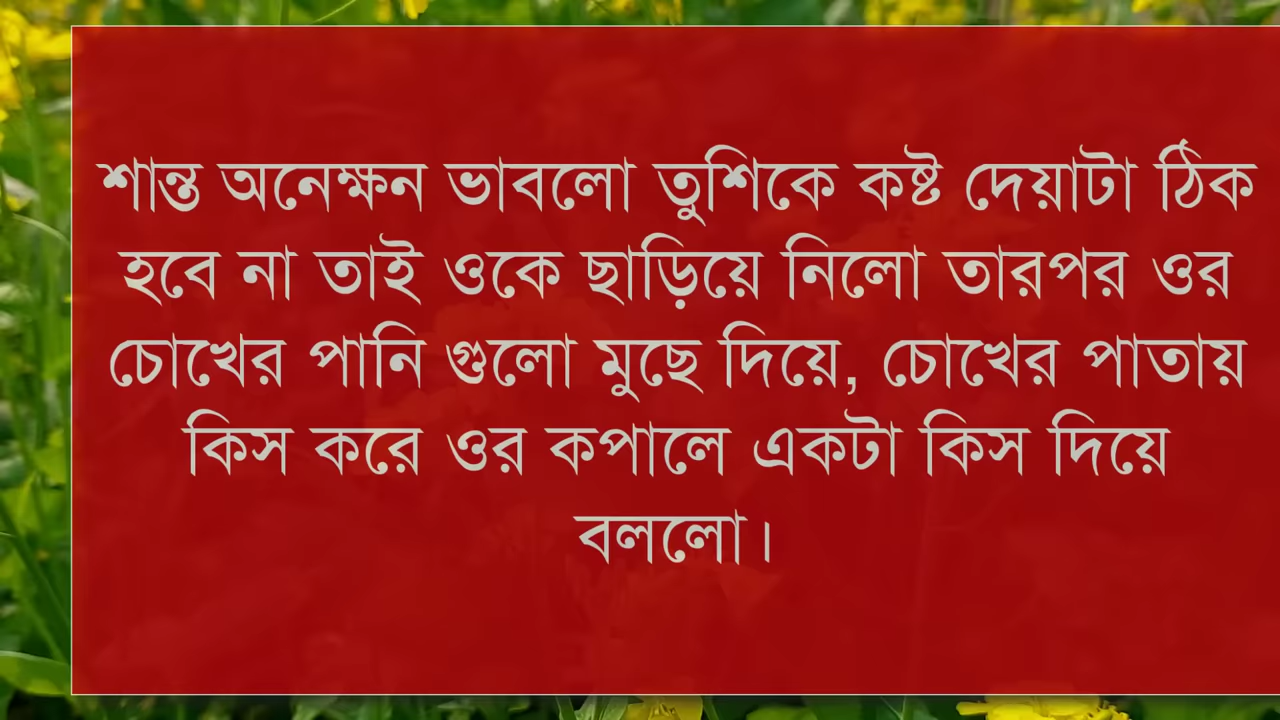 শান্ত অনেক্ষন ভাবলো তুশিকে কষ্ট দেয়াটা ঠিক
হবে না তাই ওকে ছাড়িয়ে নিলো তারপর ওর
চোখের পানি গুলো মুছে দিয়ে, চোখের পাতায়
কিস করে ওর কপালে একটা কিস দিয়ে
বললো।